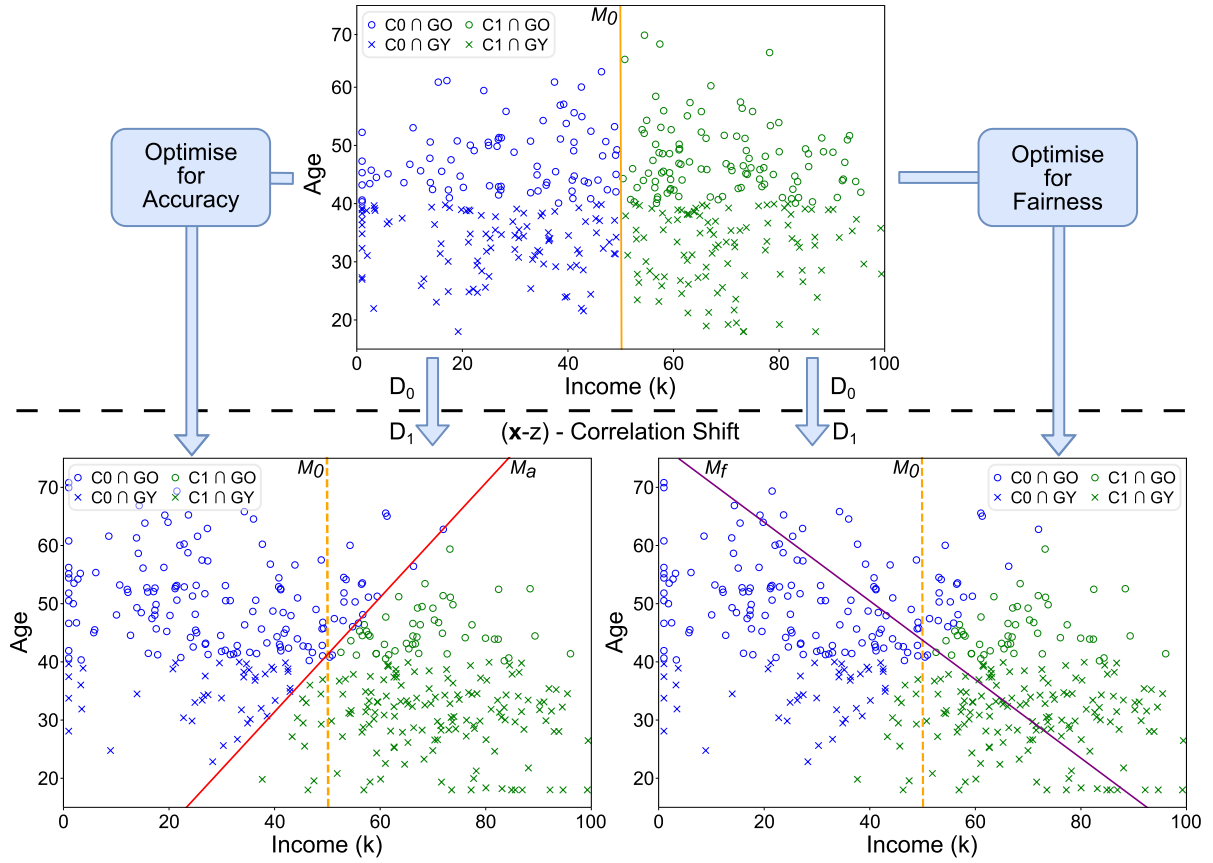 M0
C0 ∩ GO C1 ∩ GO
C0 ∩ GY C1 ∩ GY
70
60
50
40
30
20
Age
0 20 40 60 80 100
Income (k)
Optimise
for
Accuracy
Optimise
for
Fairness
D0 D0
D1 (x-z) - Correlation Shift D1
M0 Ma
C0 ∩ GO C1 ∩ GO
C0 ∩ GY C1 ∩ GY
70
60
50
40
30
20
Age
0 20 40 60 80 100
Income (k)
Mf M0
C0 ∩ GO C1 ∩ GO
C0 ∩ GY C1 ∩ GY
70
60
50
40
30
20
Age
0 20 40 60 80 100
Income (k)